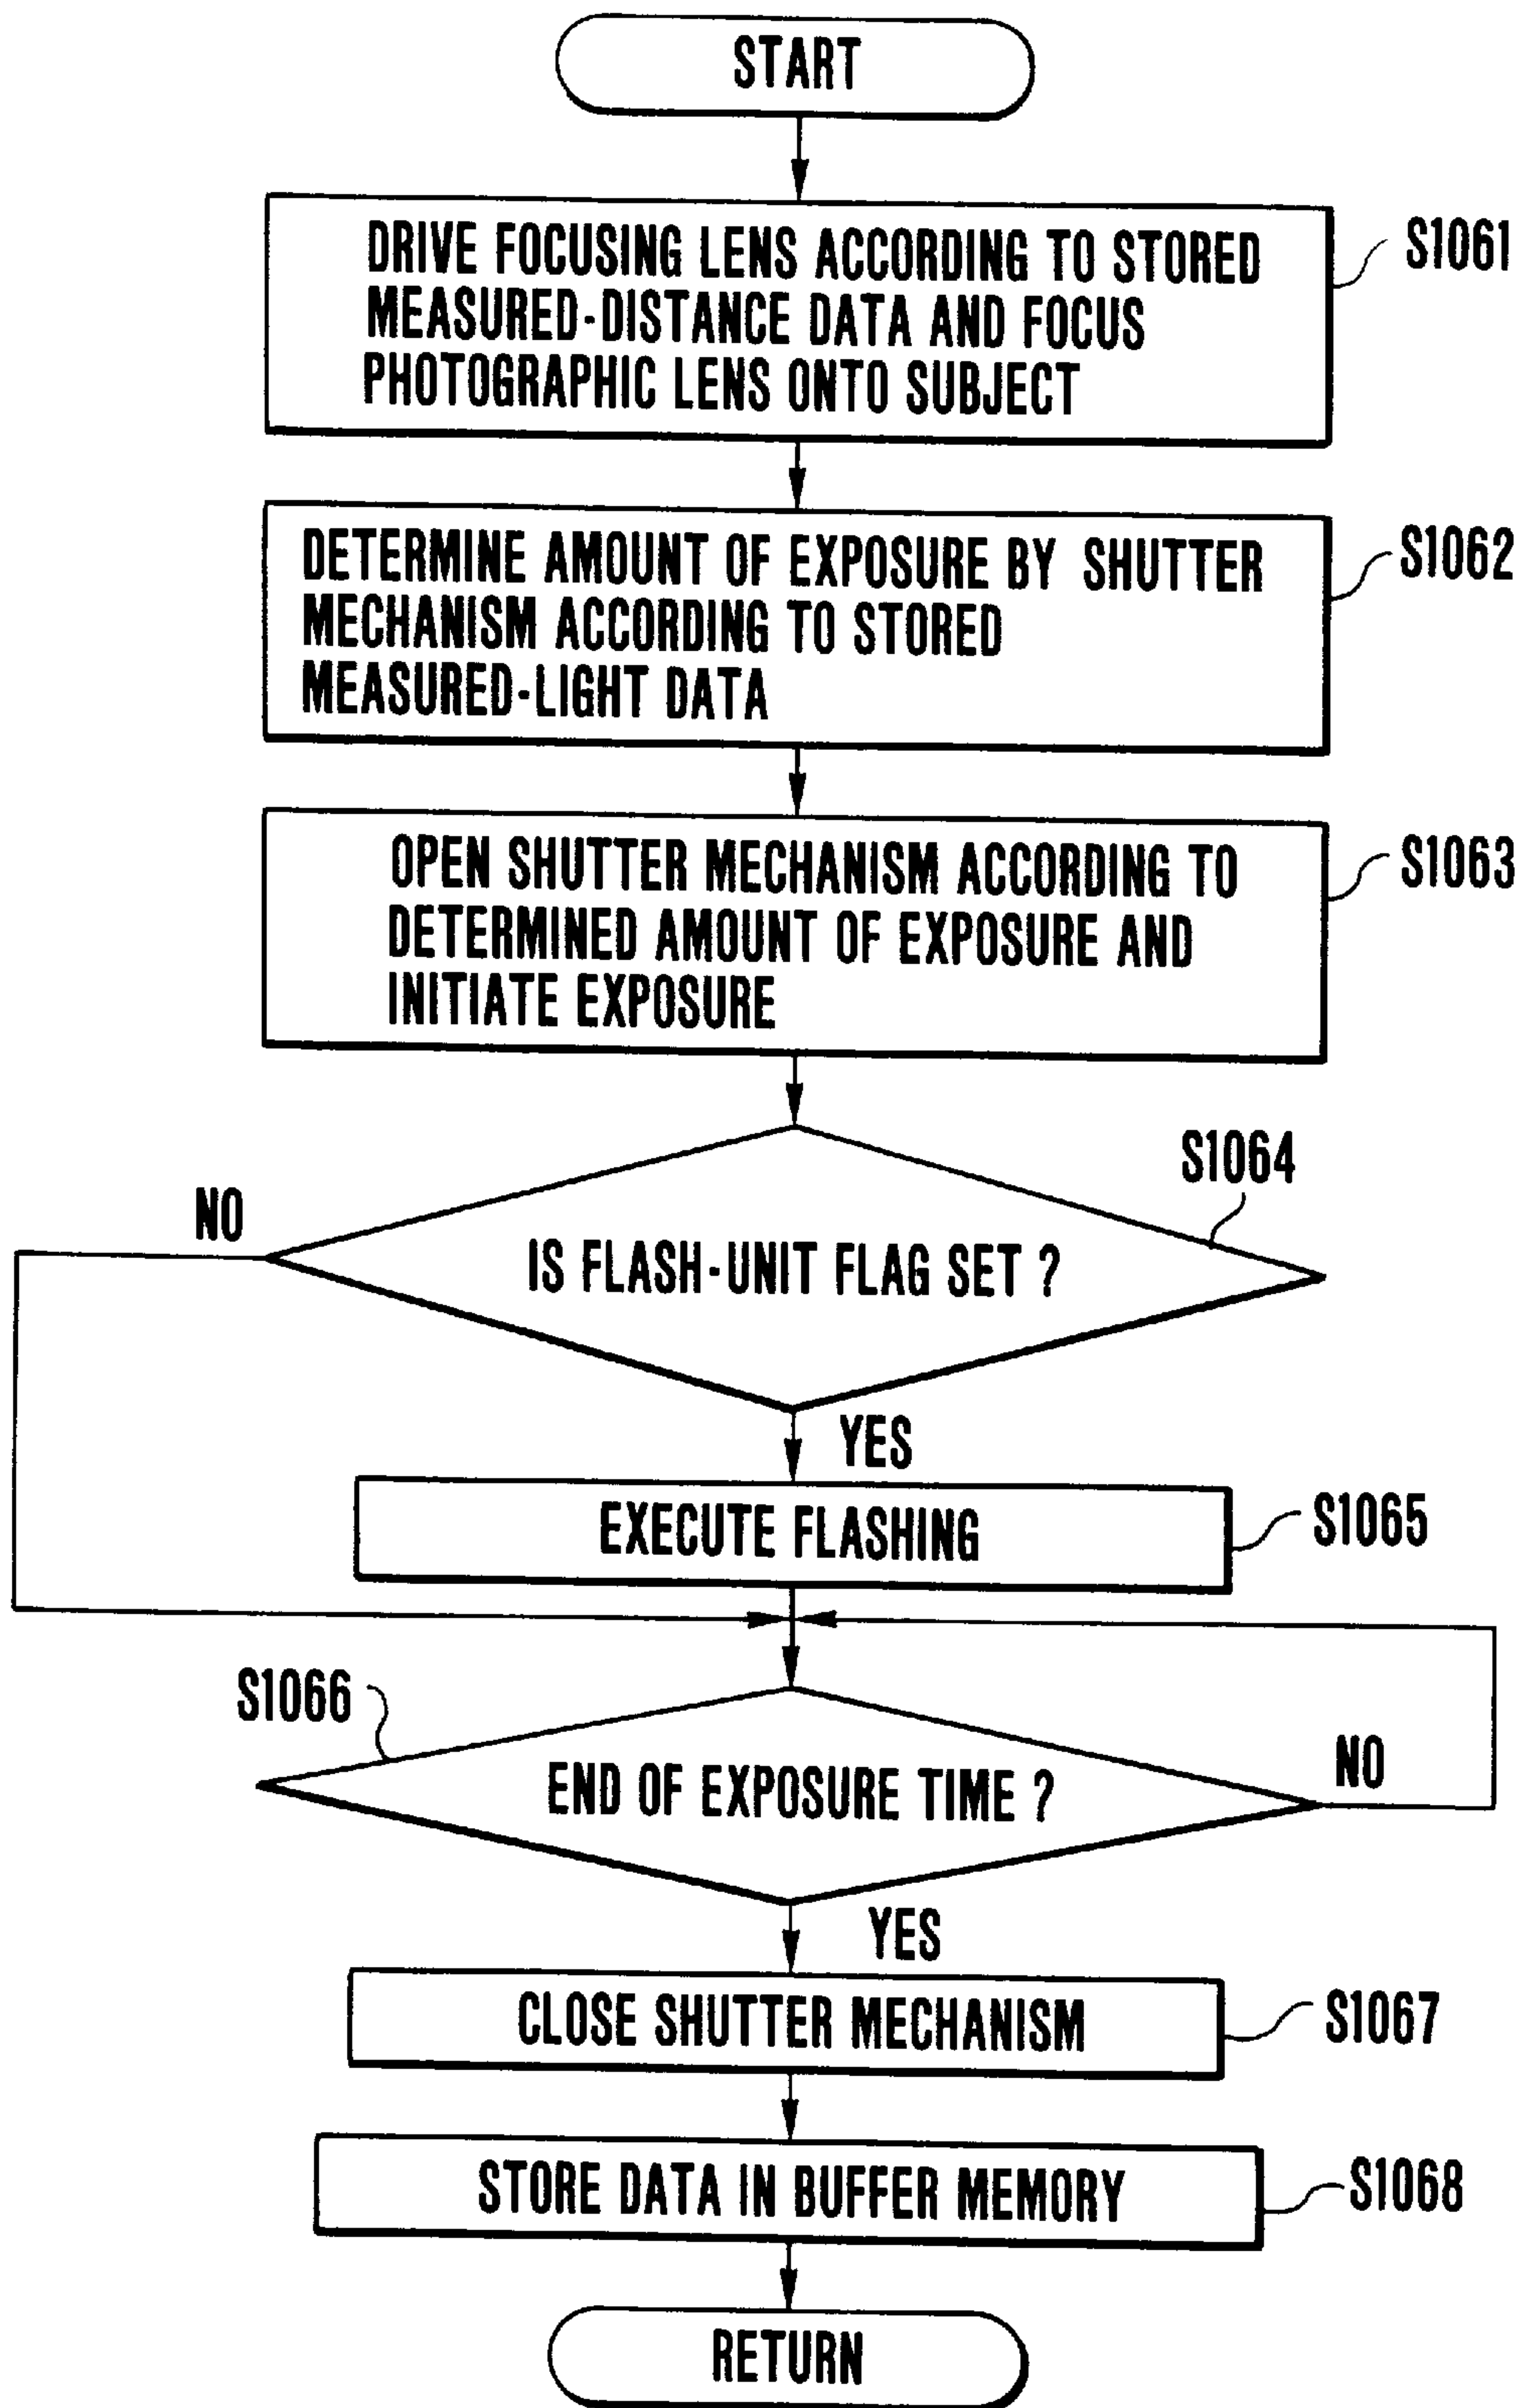 START
DRIVE FOCUSING LENS ACCORDING TO STORED
MEASURED-DISTANCE DATA AND FOCUS
PHOTOGRAPHIC LENS ONTO SUBJECT
S1061
DETERMINE AMOUNT OF EXPOSURE BY SHUTTER
MECHANISM ACCORDING TO STORED
MEASURED-LIGHT DATA
S1062
OPEN SHUTTER MECHANISM ACCORDING TO
DETERMINED AMOUNT OF EXPOSURE AND
INITIATE EXPOSURE
S1063
S1064
NO
IS FLASH-UNIT FLAG SET ?
YES
EXECUTE FLASHING
S1065
S1066
END OF EXPOSURE TIME ?
NO
YES
CLOSE SHUTTER MECHANISM
S1067
STORE DATA IN BUFFER MEMORY
S1068
RETURN